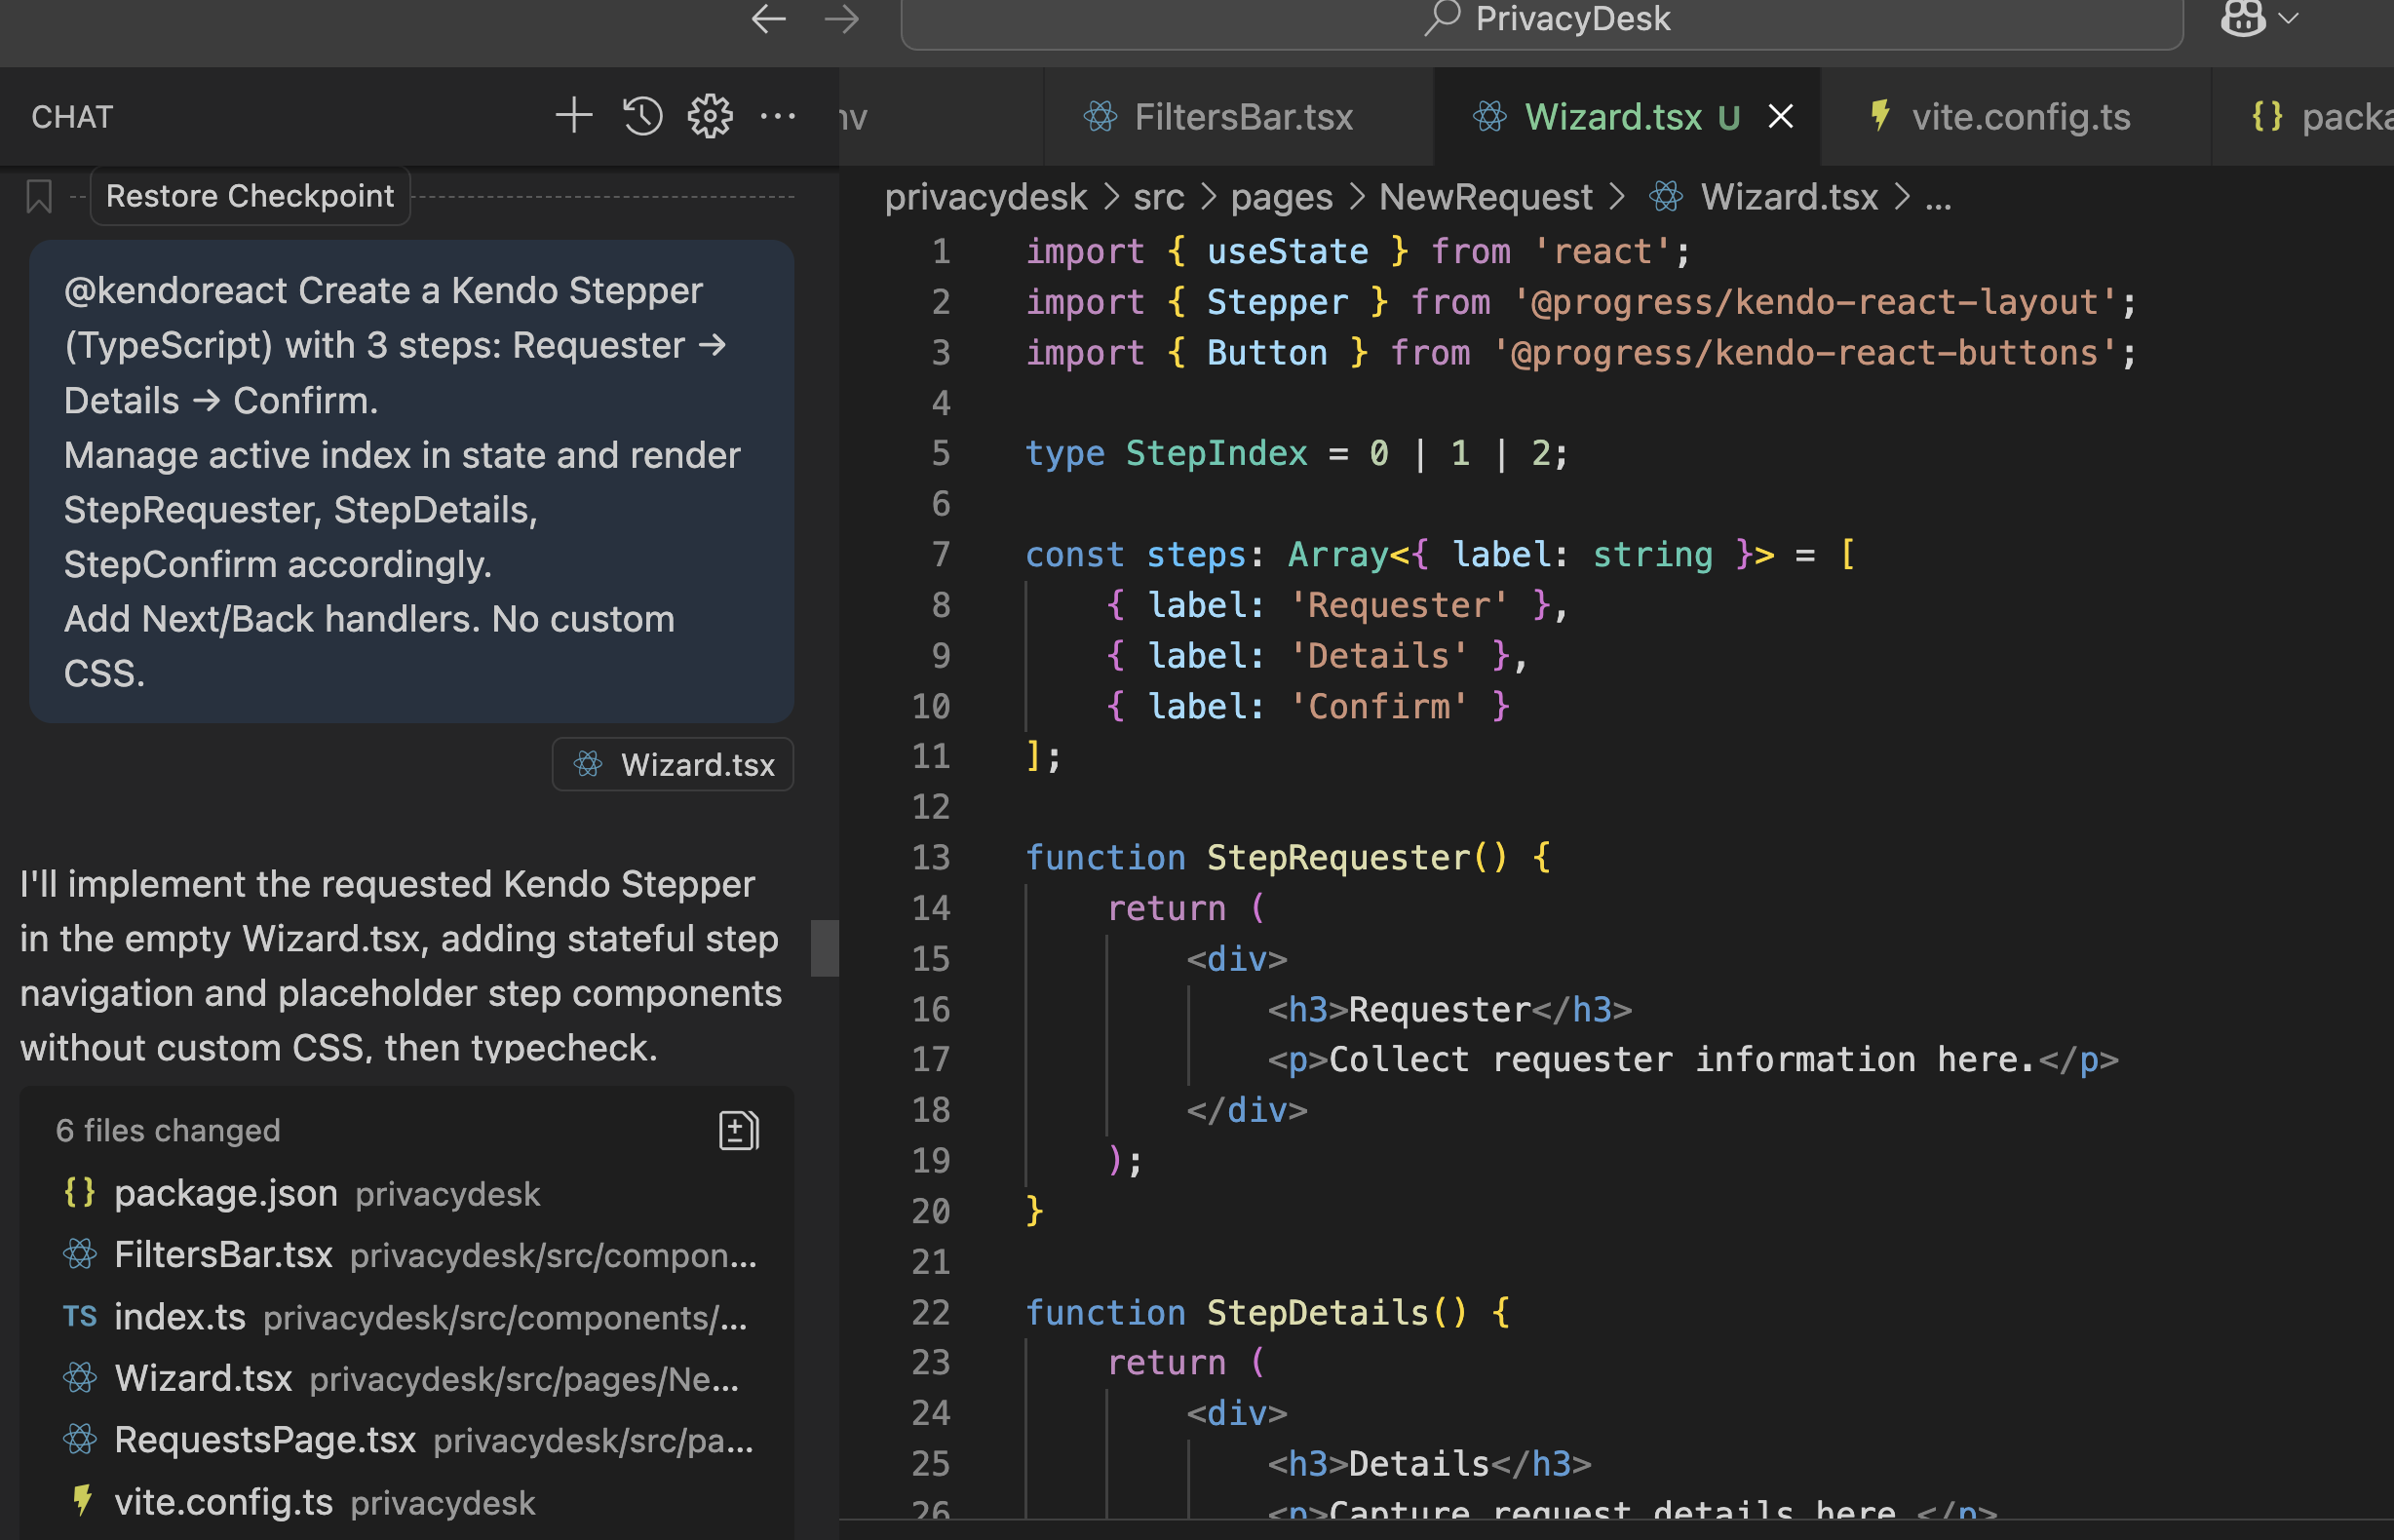 PrivacyDesk
CHAT
nv
FiltersBar.tsx
Wizard.tsx U
vite.config.ts
{} packa
Restore Checkpoint
@kendoreact Create a Kendo Stepper
(TypeScript) with 3 steps: Requester →
Details → Confirm.
Manage active index in state and render
StepRequester, StepDetails,
StepConfirm accordingly.
Add Next/Back handlers. No custom
CSS.
Wizard.tsx
I'll implement the requested Kendo Stepper
in the empty Wizard.tsx, adding stateful step
navigation and placeholder step components
without custom CSS, then typecheck.
6 files changed
{} package.json privacydesk
FiltersBar.tsx privacydesk/src/compon...
TS index.ts privacydesk/src/components/...
Wizard.tsx privacydesk/src/pages/Ne...
RequestsPage.tsx privacydesk/src/pa...
vite.config.ts privacydesk
privacydesk > src > pages > NewRequest > Wizard.tsx > ...
1 import { useState } from 'react';
2 import { Stepper } from '@progress/kendo-react-layout';
3 import { Button } from '@progress/kendo-react-buttons';
4
5 type StepIndex = 0 | 1 | 2;
6
7 const steps: Array<{ label: string }> = [
8 { label: 'Requester' },
9 { label: 'Details' },
10 { label: 'Confirm' }
11 ];
12
13 function StepRequester() {
14 return (
15 <div>
16 <h3>Requester</h3>
17 <p>Collect requester information here.</p>
18 </div>
19 );
20 }
21
22 function StepDetails() {
23 return (
24 <div>
25 <h3>Details</h3>
26 <p>Capture request details here.</p>